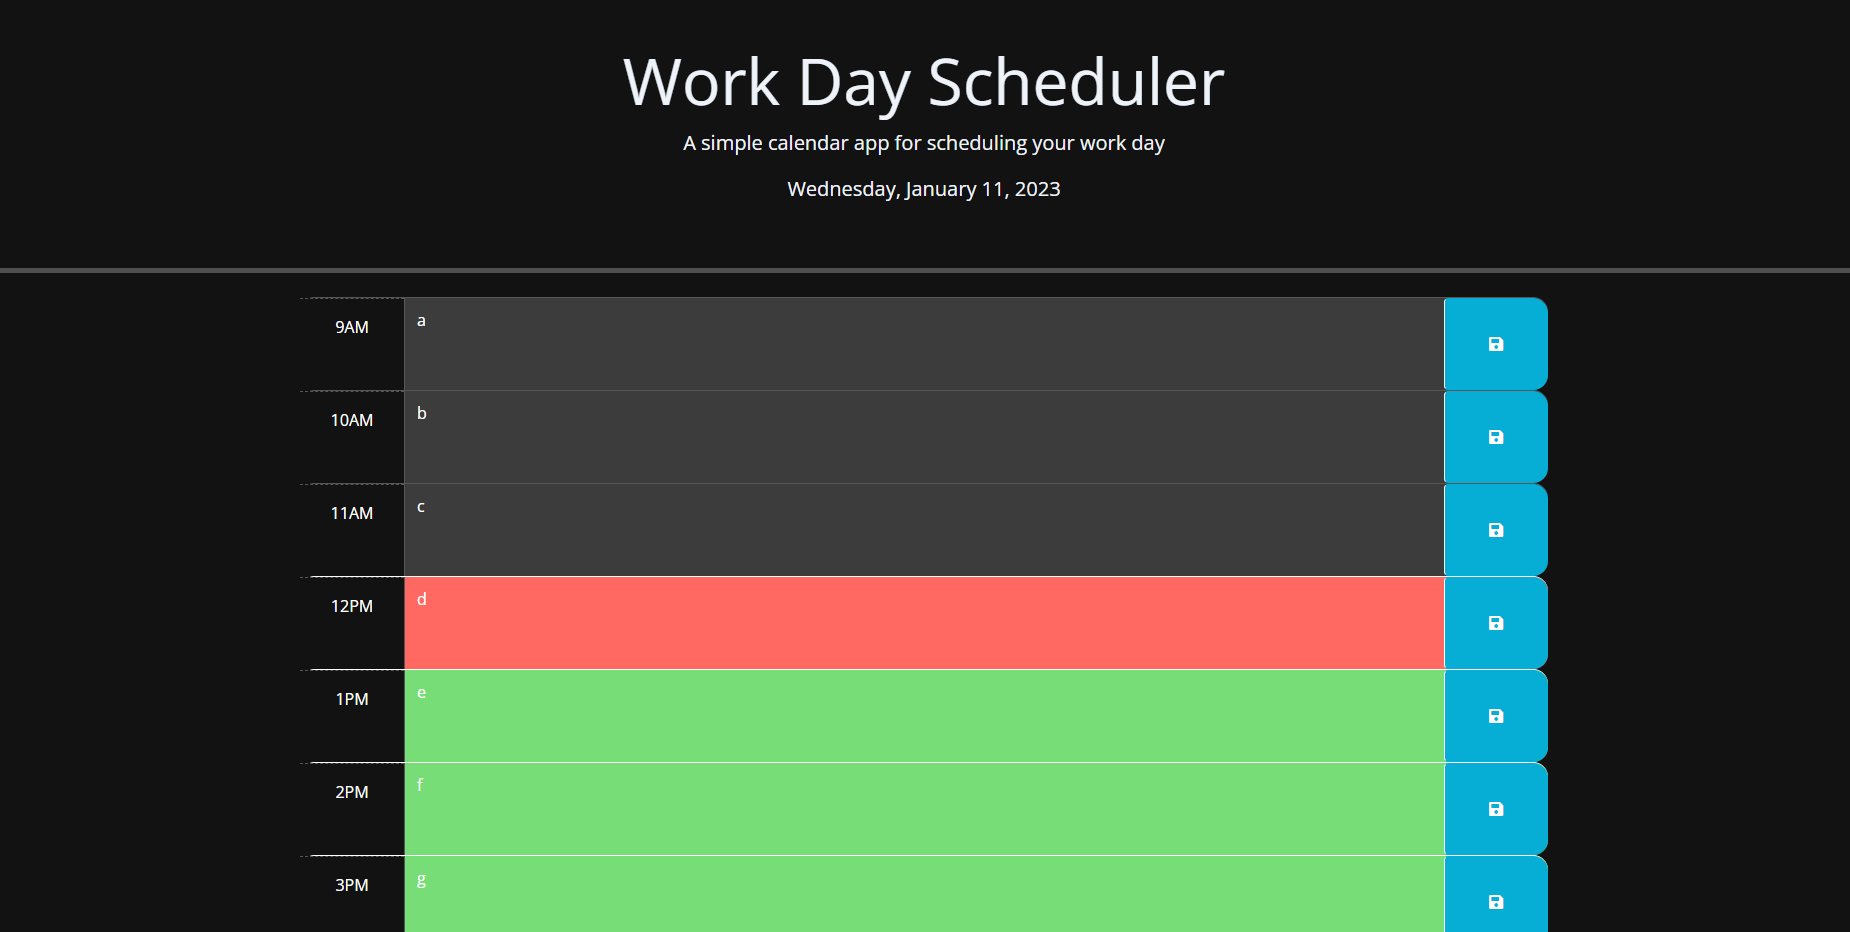 Work Day Scheduler
A simple calendar app for scheduling your work day
Wednesday, January 11, 2023
9AM a
10AM b
11AM c
12PM d
1PM e
2PM f
3PM g